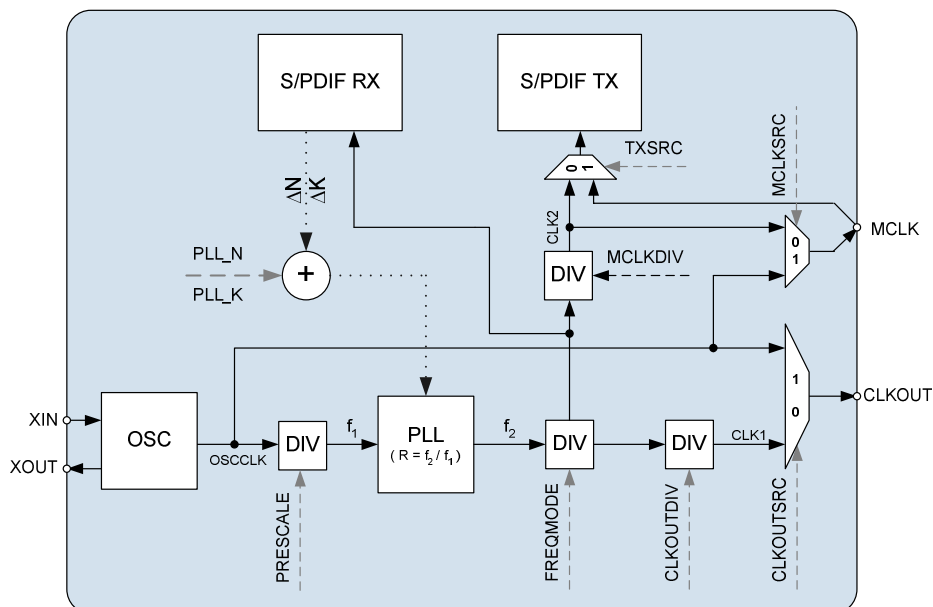 S/PDIF RX
S/PDIF TX
TXSRC
MCLKSRC
0 1
ΔN
ΔK
CLK2
0
1
MCLK
PLL_N
PLL_K
+
DIV
MCLKDIV
XIN
XOUT
OSC
OSCCLK
DIV
f1
PLL
( R = f2 / f1)
f2
DIV
DIV
CLK1
1
0
CLKOUT
PRESCALE
FREQMODE
CLKOUTDIV
CLKOUTSRC